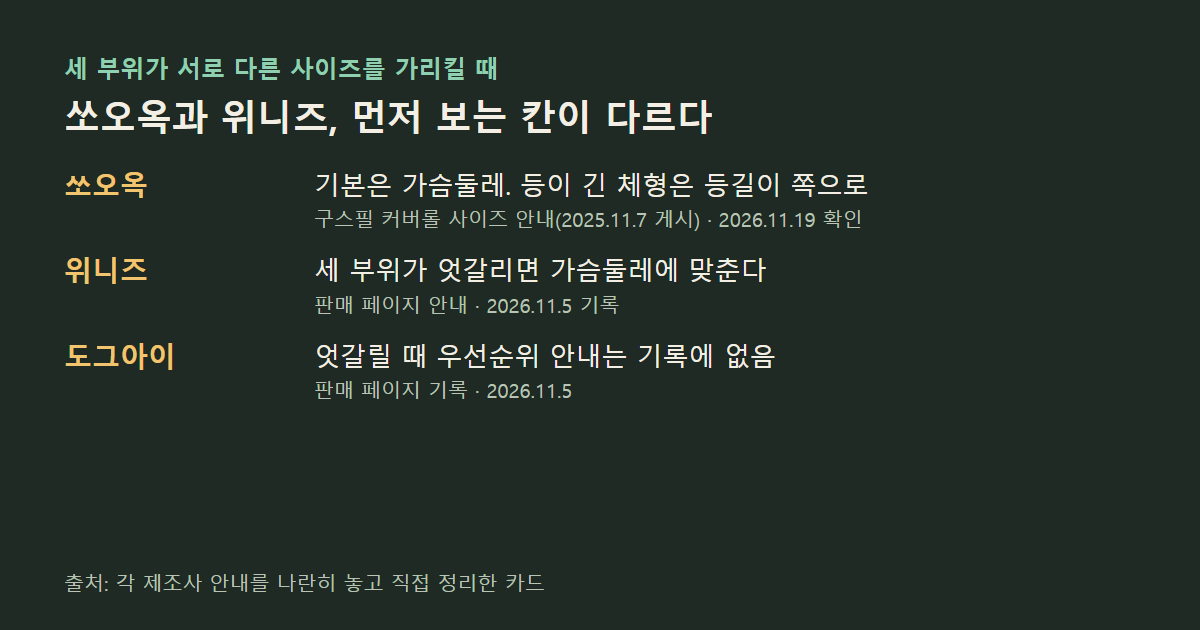 세 부위가 서로 다른 사이즈를 가리킬 때
쏘오옥과 위니즈, 먼저 보는 칸이 다르다
쏘오옥
기본은 가슴둘레. 등이 긴 체형은 등길이 쪽으로
구스필 커버롤 사이즈 안내(2025.11.7 게시) · 2026.11.19 확인
위니즈
세 부위가 엇갈리면 가슴둘레에 맞춘다
판매 페이지 안내 · 2026.11.5 기록
도그아이
엇갈릴 때 우선순위 안내는 기록에 없음
판매 페이지 기록 · 2026.11.5
출처: 각 제조사 안내를 나란히 놓고 직접 정리한 카드